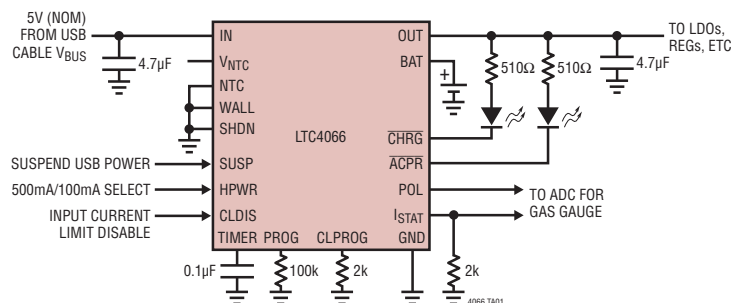 5V (NOM)
FROM USB
CABLE VBUS
4.7µF
IN
VNTC
NTC
WALL
SHDN
SUSPEND USB POWER
SUSP
500mA/100mA SELECT
HPWR
INPUT CURRENT
LIMIT DISABLE
CLDIS
LTC4066
OUT
BAT
+
CHRG
ACPR
POL
ISTAT
TIMER PROG CLPROG GND
510Ω
510Ω
4.7µF
TO LDOs,
REGs, ETC
TO ADC FOR
GAS GAUGE
0.1µF
100k
2k
2k
4066 TA01